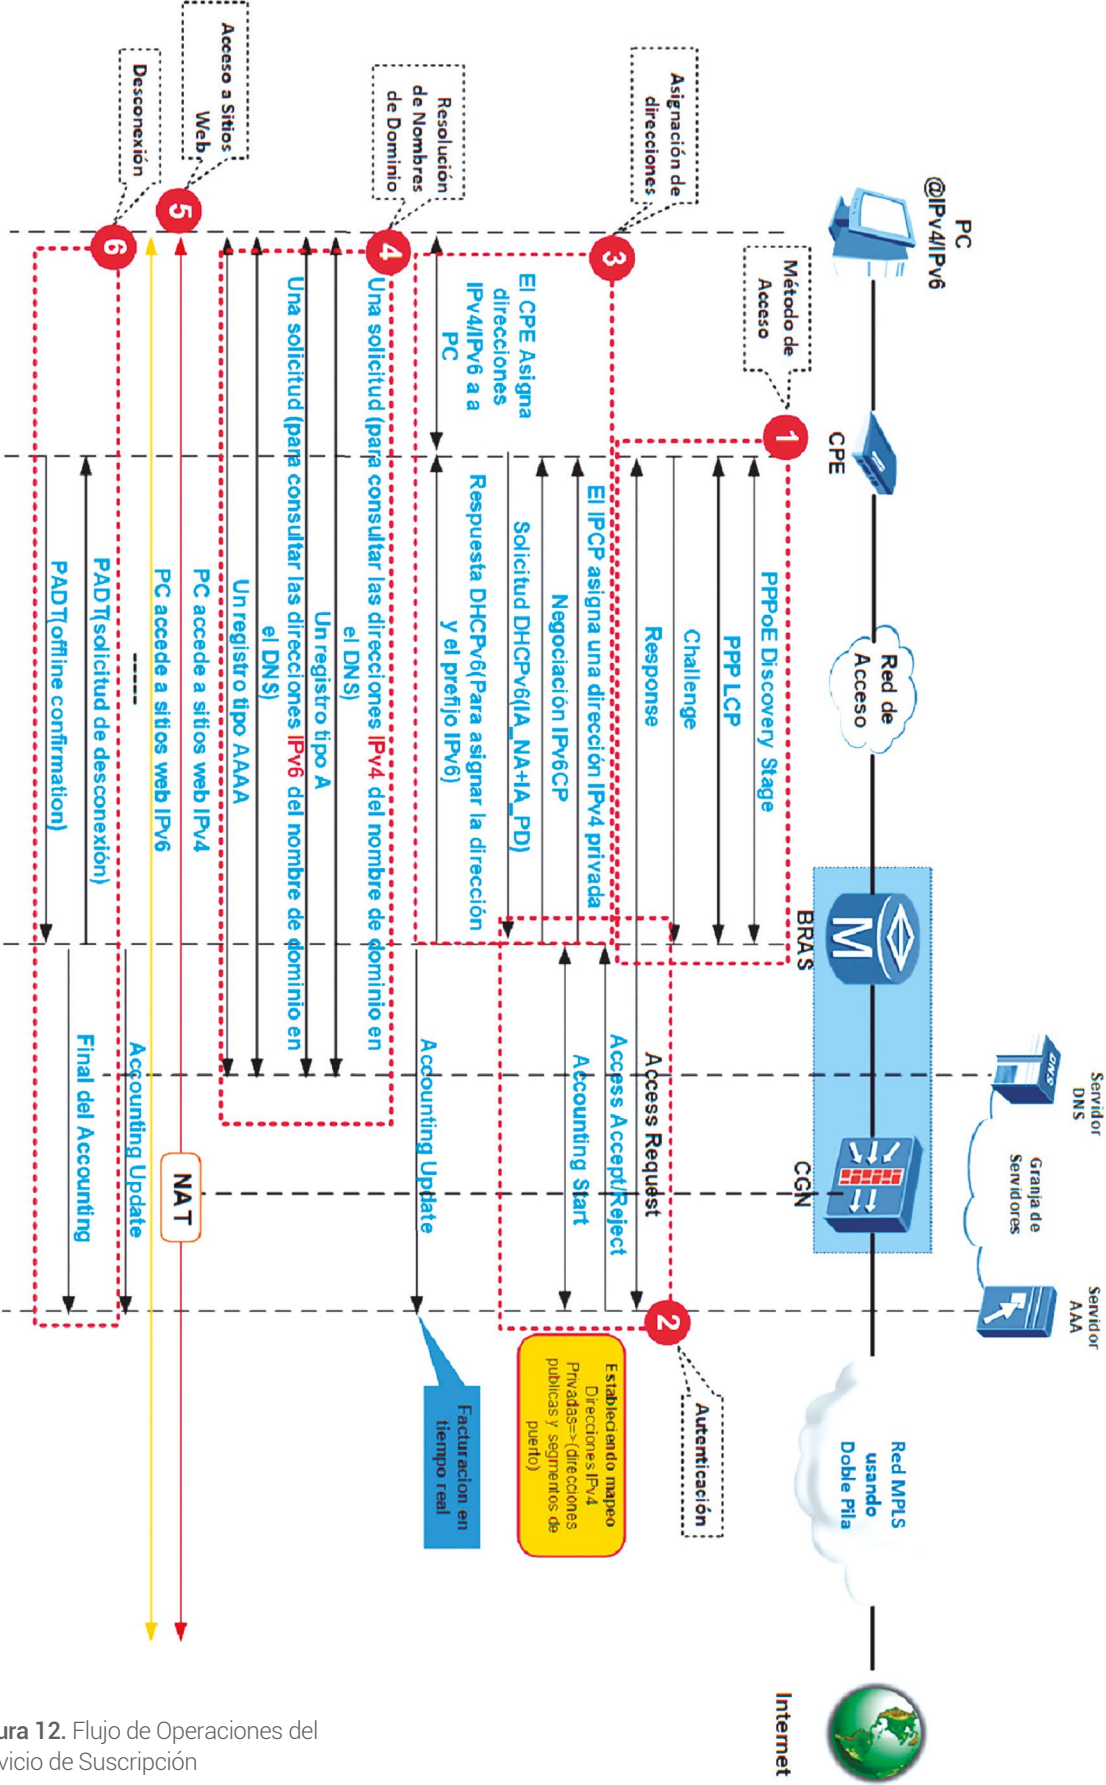 PC
@IPv4/IPv6
CPE
Red de
Acceso
BRAS
Servidor
DNS
DNS
Granja de
Servidores
CGN
Servidor
AAA
Red MPLS
usando
Doble Pila
Internet
Método de
Acceso
1
PPPoE Discovery Stage
PPP LCP
Challenge
Response
Access Request
2
Autenticación
Access Accept/Reject
Accounting Start
Estableciendo mapeo
Direcciones IPv4
Privadas=>(direcciones
publicas y segmentos de
puerto)
Asignación de
direcciones
3
El IPCP asigna una dirección IPv4 privada
Negociación IPv6CP
Solicitud DHCPv6(IA_NA+IA_PD)
El CPE Asigna
direcciones
IPv4/IPv6 a a
PC
Respuesta DHCPv6(Para asignar la dirección
y el prefijo IPv6)
Accounting Update
Facturacion en
tiempo real
Resolución
de Nombres
de Dominio
4
Una solicitud (para consultar las direcciones IPv4 del nombre de dominio en
el DNS)
Un registro tipo A
Una solicitud (para consultar las direcciones IPv6 del nombre de dominio en
el DNS)
Un registro tipo AAAA
Acceso a Sitios
Web
5
PC accede a sitios web IPv4
NAT
PC accede a sitios web IPv6
-----
Accounting Update
Desconexión
6
PADT(solicitud de desconexión)
Final del Accounting
PADT(offline confirmation)
ura 12. Flujo de Operaciones del
vicio de Suscripción